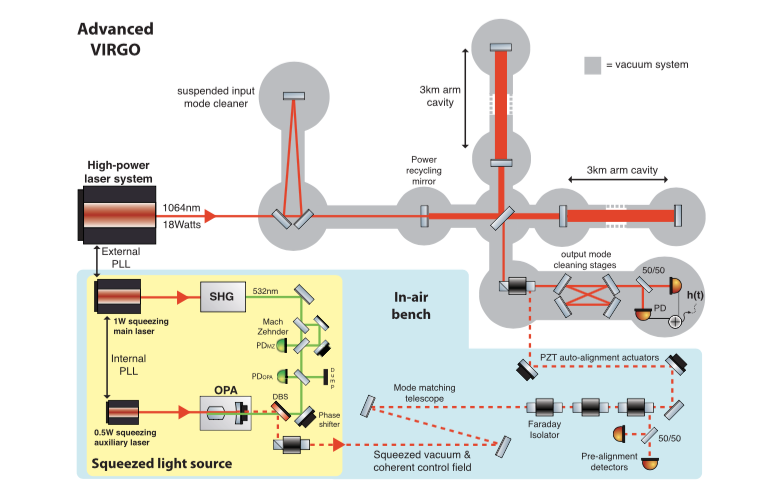 Advanced
VIRGO
suspended input
mode cleaner
3km arm
cavity
= vacuum system
High-power
laser system
1064nm
18Watts
Power
recycling
mirror
3km arm cavity
External
PLL
output mode
cleaning stages
50/50
h(t)
PD
+
SHG
532nm
In-air
bench
1W squeezing
main laser
Mach
Zehnder
PDMZ
Internal
PLL
PDOPA
Dump
PZT auto-alignment actuators
OPA
DBS
Mode matching
telescope
Phase
shifter
0.5W squeezing
auxiliary laser
Faraday
Isolator
50/50
Squeezed light source
Squeezed vacuum &
coherent control field
Pre-alignment
detectors